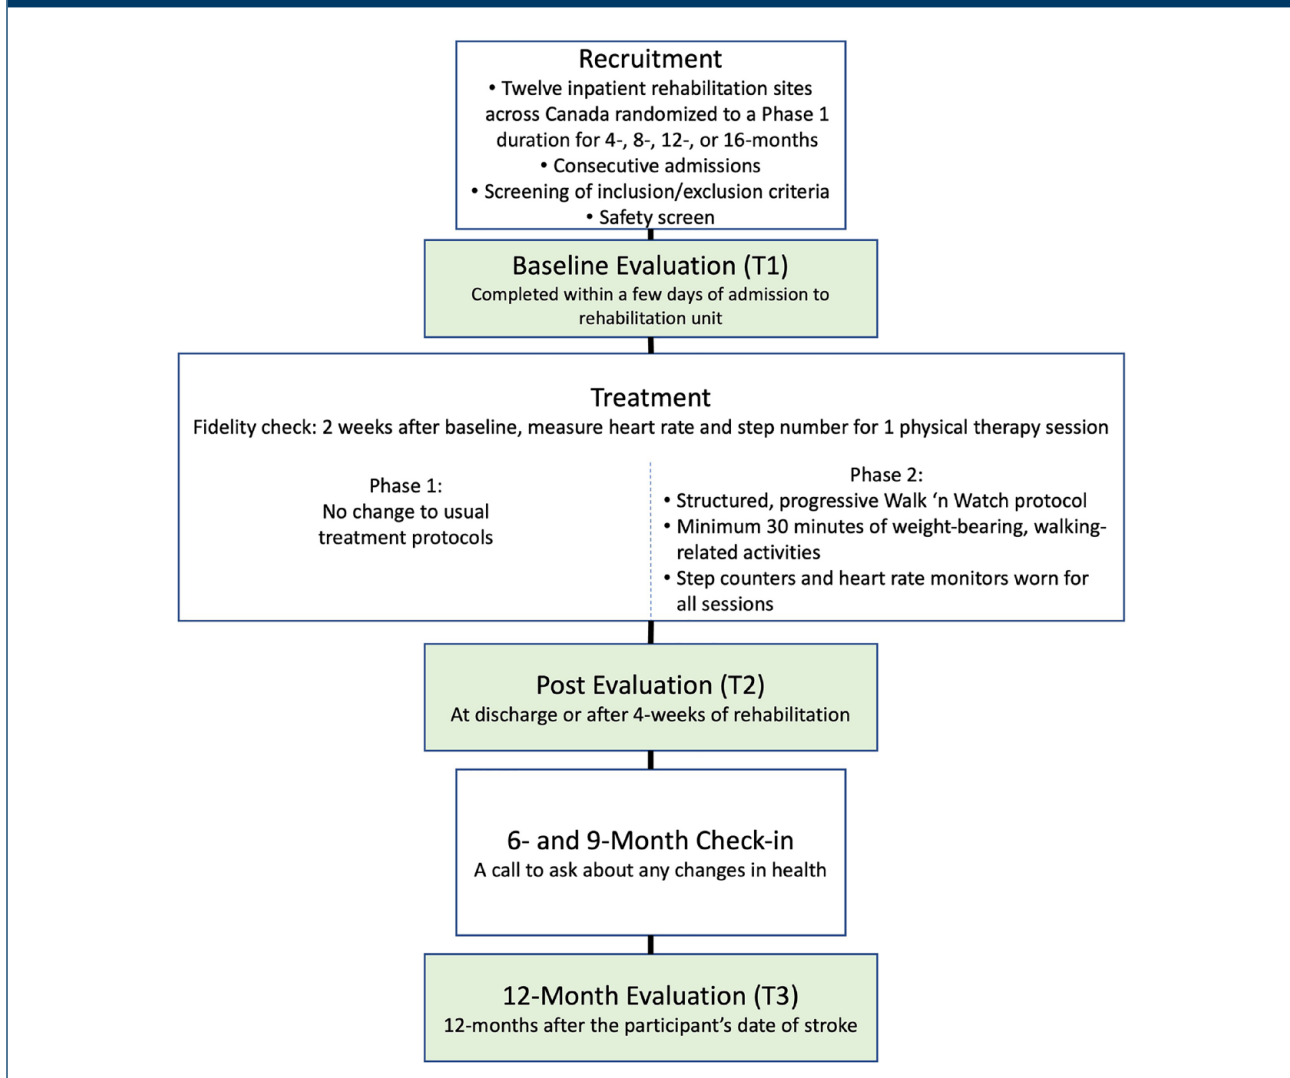 Recruitment
• Twelve inpatient rehabilitation sites
across Canada randomized to a Phase 1
duration for 4-, 8-, 12-, or 16-months
• Consecutive admissions
• Screening of inclusion/exclusion criteria
• Safety screen
Baseline Evaluation (T1)
Completed within a few days of admission to
rehabilitation unit
Treatment
Fidelity check: 2 weeks after baseline, measure heart rate and step number for 1 physical therapy session
Phase 1:
No change to usual
treatment protocols
Phase 2:
• Structured, progressive Walk ‘n Watch protocol
• Minimum 30 minutes of weight-bearing, walking-
related activities
• Step counters and heart rate monitors worn for
all sessions
Post Evaluation (T2)
At discharge or after 4-weeks of rehabilitation
6- and 9-Month Check-in
A call to ask about any changes in health
12-Month Evaluation (T3)
12-months after the participant’s date of stroke